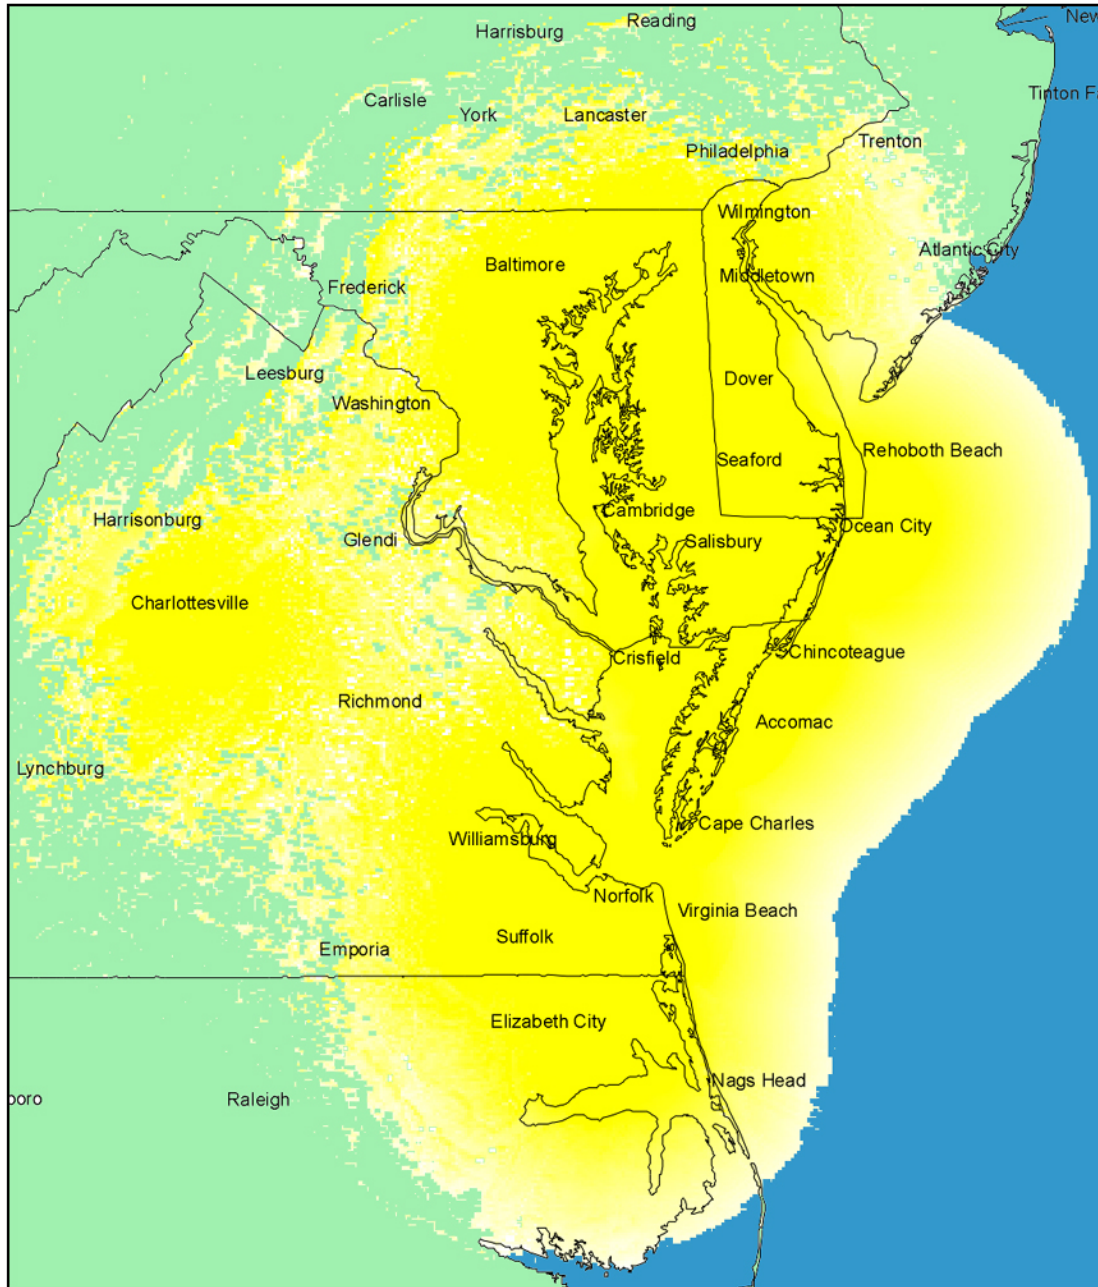 New
Reading
Harrisburg
Tinton Fa
Carlisle
York
Lancaster
Trenton
Philadelphia
Wilmington
Atlantic City
Baltimore
Middletown
Frederick
Leesburg
Dover
Washington
Rehoboth Beach
Seaford
Cambridge
Harrisonburg
Ocean City
Glendi
Salisbury
Charlottesville
Chincoteague
Crisfield
Richmond
Accomac
Lynchburg
Cape Charles
Williamsburg
Norfolk
Virginia Beach
Suffolk
Emporia
Elizabeth City
Nags Head
boro
Raleigh